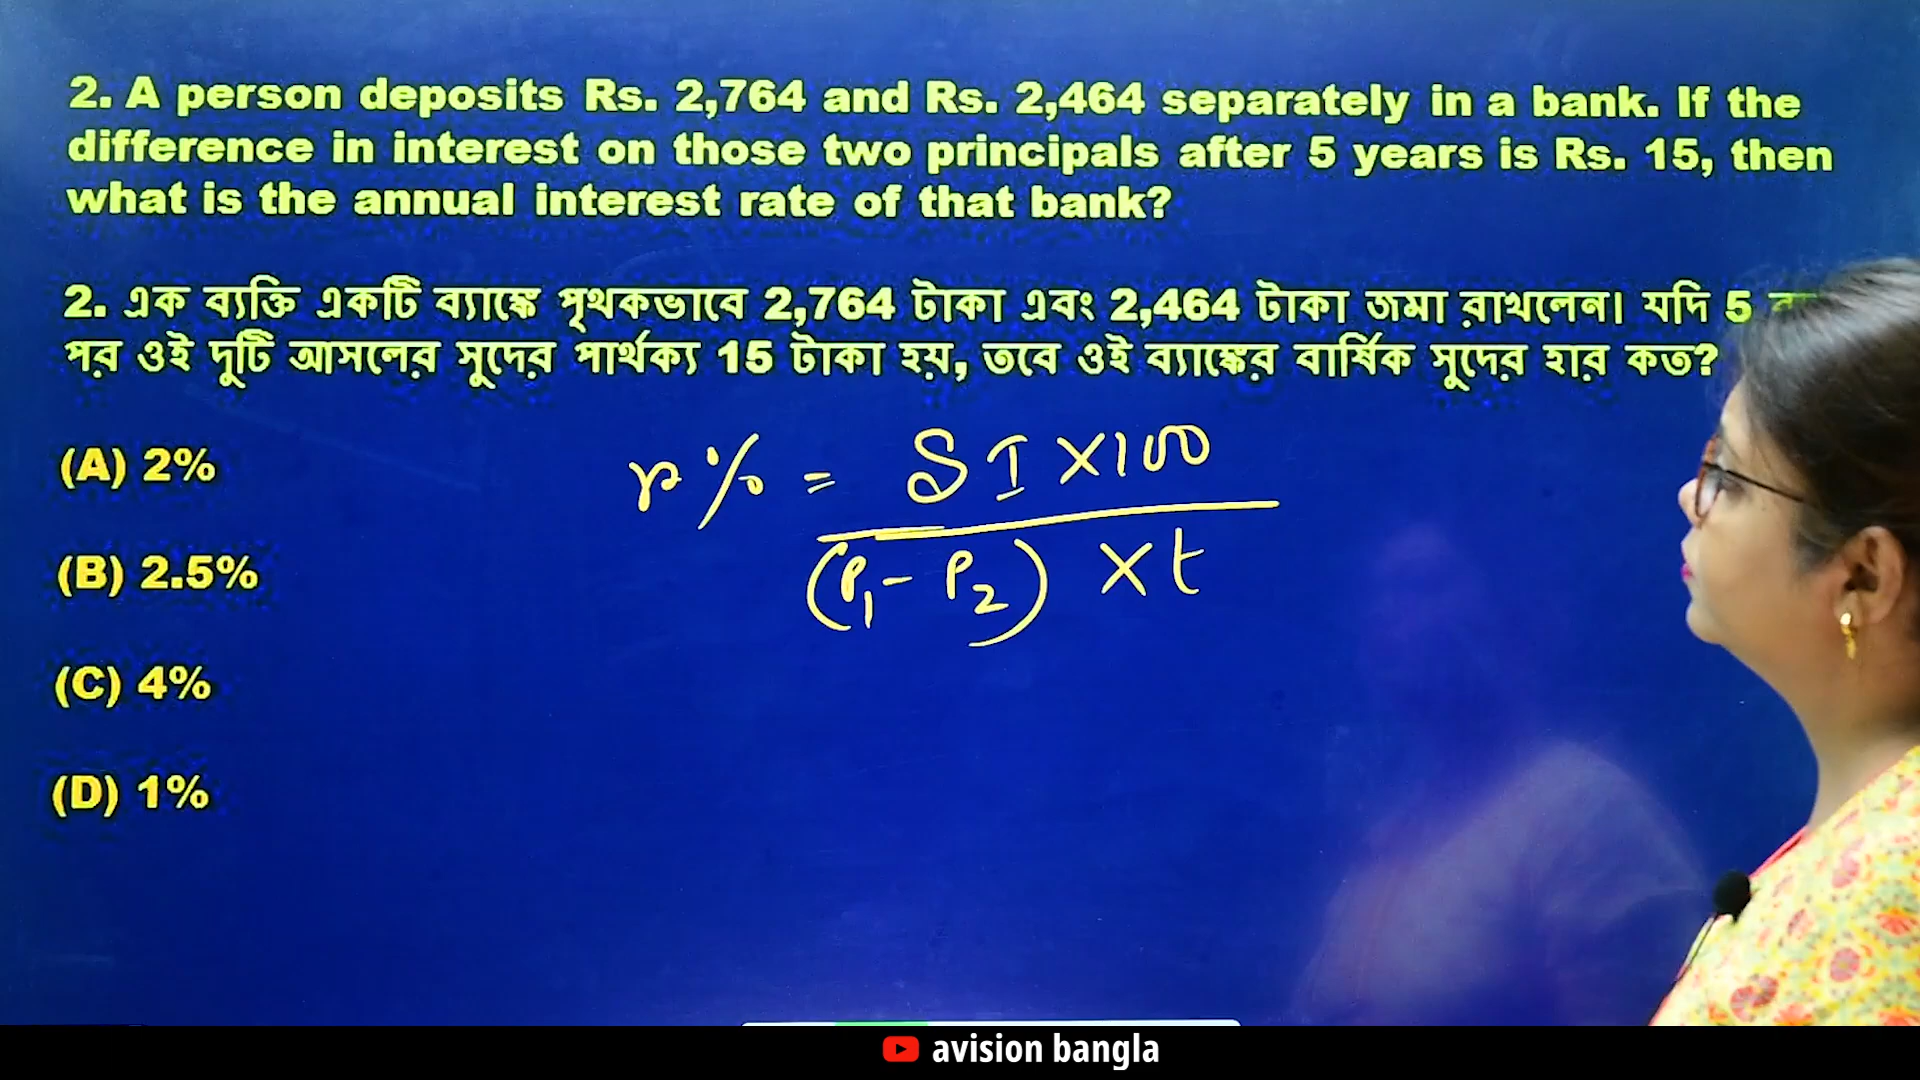 2. A person deposits Rs. 2,764 and Rs. 2,464 separately in a bank. If the
difference in interest on those two principals after 5 years is Rs. 15, then
what is the annual interest rate of that bank?
2. এক ব্যক্তি একটি ব্যাঙ্কে পৃথকভাবে 2,764 টাকা এবং 2,464 টাকা জমা রাখলেন। যদি 5
পর ওই দুটি আসলের সুদের পার্থক্য 15 টাকা হয়, তবে ওই ব্যাঙ্কের বার্ষিক সুদের হার কত?
(A) 2%
(B) 2.5%
(C) 4%
(D) 1%
r% = SI × 100
(P₁ - P₂) × t
avision bangla